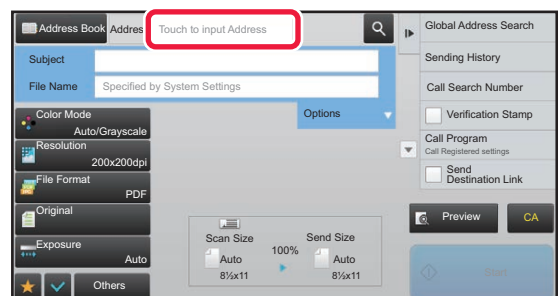 Address Book
Address
Touch to input Address
Subject
File Name
Specified by System Settings
Options
Color Mode
Auto/Grayscale
Resolution
200x200dpi
File Format
PDF
Original
Exposure
Auto
Others
Scan Size
Auto
8½x11
100%
Send Size
Auto
8½x11
Global Address Search
Sending History
Call Search Number
Verification Stamp
Call Program
Call Registered settings
Send
Destination Link
Preview
CA
Start